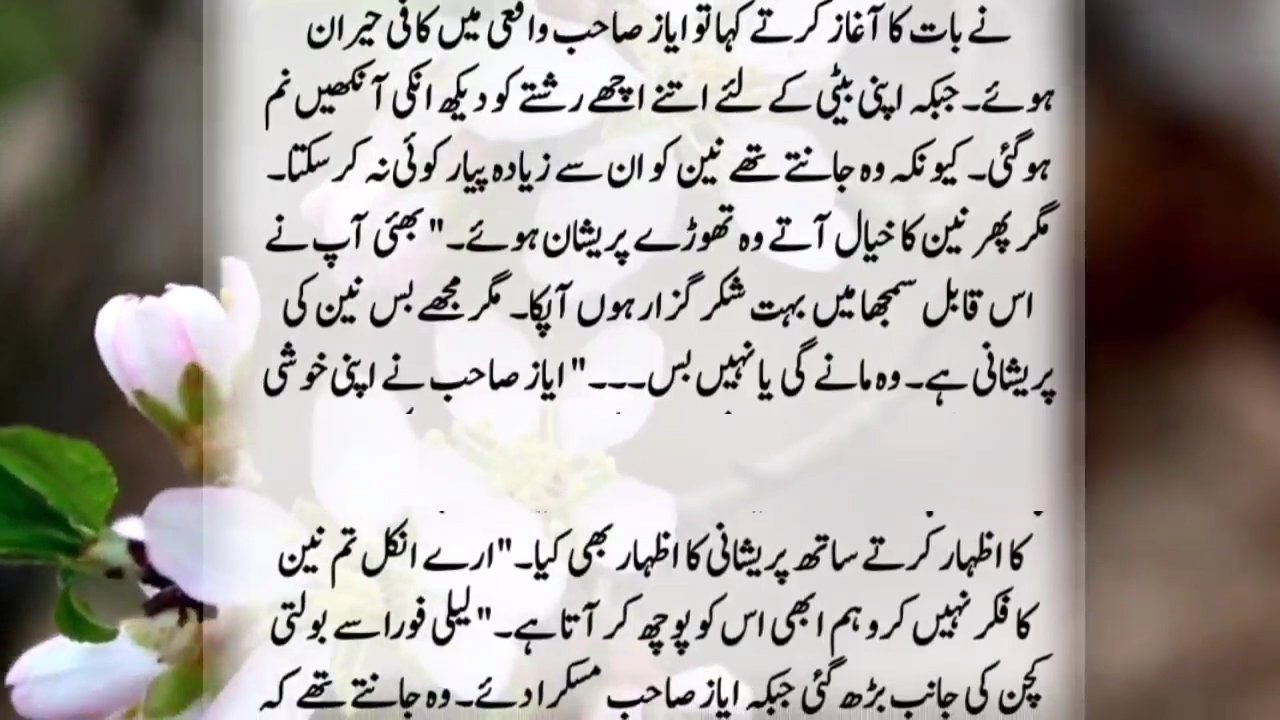 نے بات کا آغاز کرتے کہا تو ایاز صاحب واقعی میں کافی حیران
ہوئے۔ جبکہ اپنی بیٹی کے لئے اتنے اچھے رشتے کو دیکھ انکی آنکھیں نم
ہوگئی۔ کیونکہ وہ جانتے تھے نین کو ان سے زیادہ پیار کوئی نہ کر سکتا۔
مگر پھر نین کا خیال آتے وہ تھوڑے پریشان ہوئے۔" بھئی آپ نے
اس قابل سمجھا میں بہت شکر گزار ہوں آپکا۔ مگر مجھے بس نین کی
پریشانی ہے۔ وہ مانے گی یا نہیں بس۔۔۔" ایاز صاحب نے اپنی خوشی
کا اظہار کرتے ساتھ پریشانی کا اظہار بھی کیا۔"ارے انکل تم نین
کا فکر نہیں کرو ہم ابھی اس کو پوچھ کر آتا ہے۔" لیلی فورا سے بولتی
کچن کی جانب بڑھ گئی جبکہ ایاز صاحب مسکرا دئے۔ وہ جانتے تھے کہ